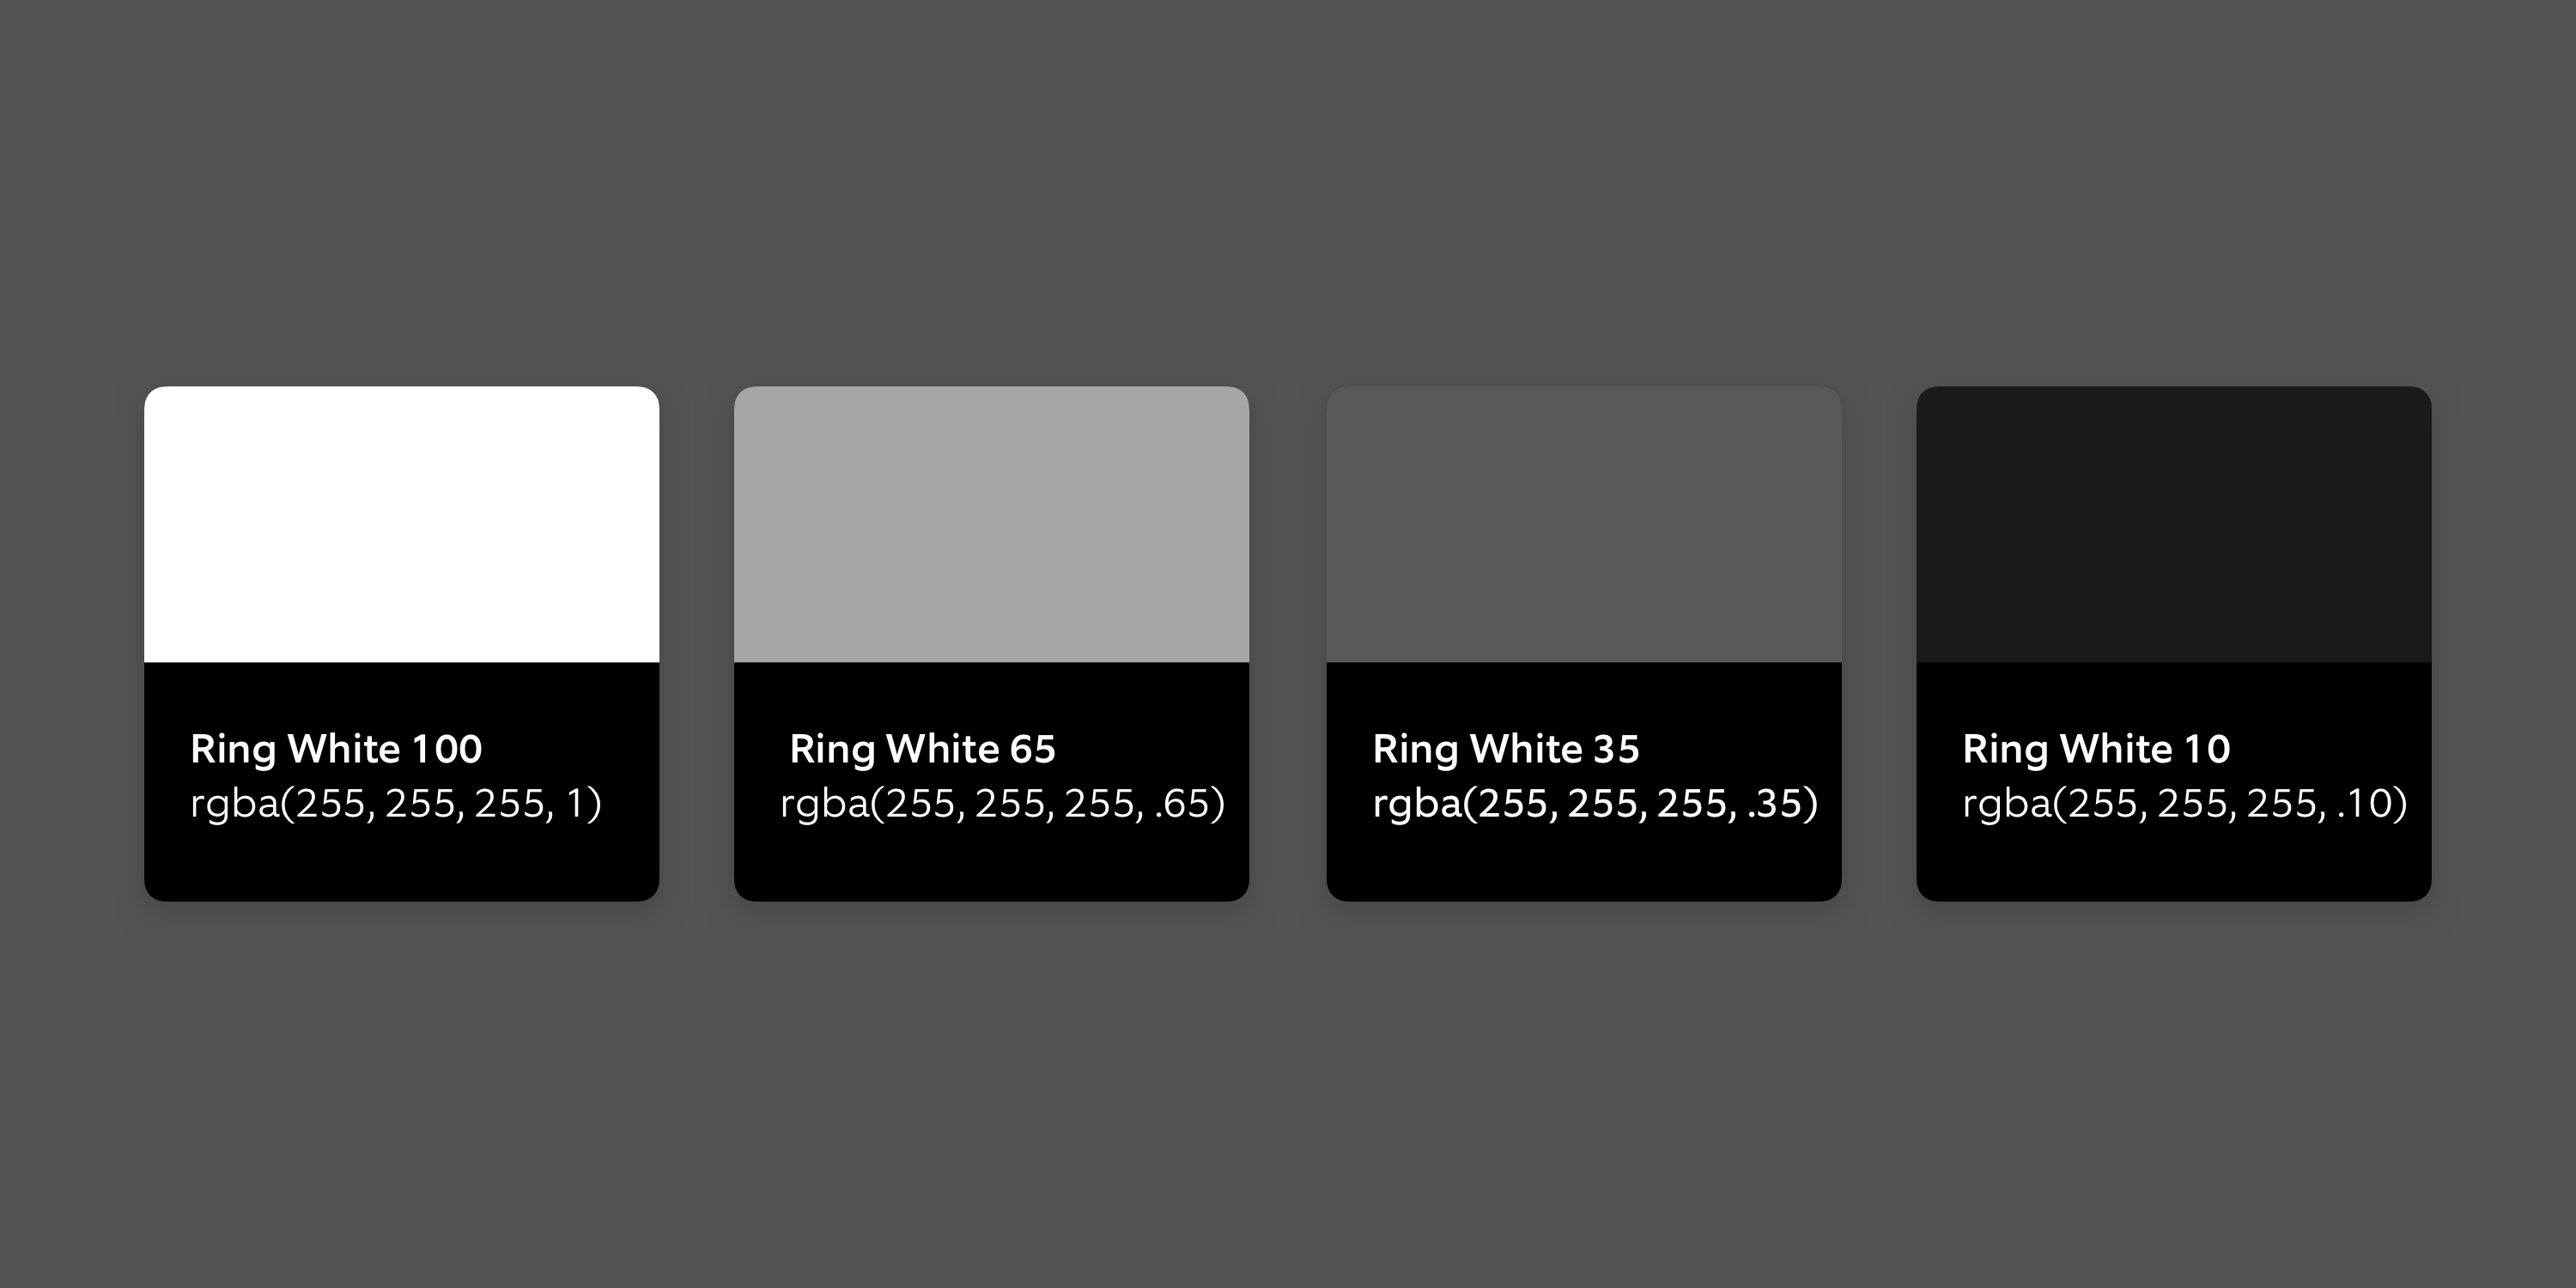 Ring White 100
rgba(255, 255, 255, 1)
Ring White 65
rgba(255, 255, 255, .65)
Ring White 35
rgba(255, 255, 255, .35)
Ring White 10
rgba(255, 255, 255, .10)